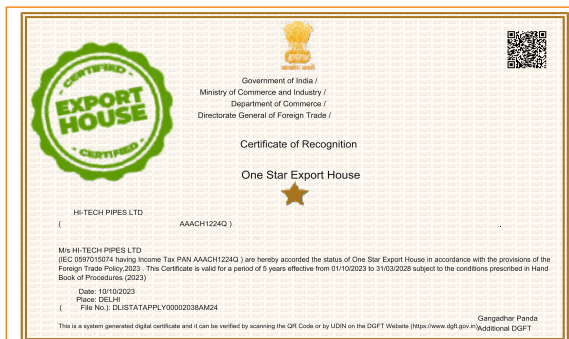 CERTIFIED
EXPORT
HOUSE
CERTIFIED
Government of India /
Ministry of Commerce and Industry /
Department of Commerce /
Directorate General of Foreign Trade /
Certificate of Recognition
One Star Export House
HI-TECH PIPES LTD
( AAACH1224Q )
M/s HI-TECH PIPES LTD
(IEC 0597015074 having Income Tax PAN AAACH1224Q ) are hereby accorded the status of One Star Export House in accordance with the provisions of the
Foreign Trade Policy,2023 . This Certificate is valid for a period of 5 years effective from 01/10/2023 to 31/03/2028 subject to the conditions prescribed in Hand
Book of Procedures (2023)
Date: 10/10/2023
Place: DELHI
( File No.): DLISTATAPPLY00002038AM24
Gangadhar Panda
This is a system generated digital certificate and it can be verified by scanning the QR Code or by UDIN on the DGFT Website (https://www.dgft.gov.in)
Additional DGFT